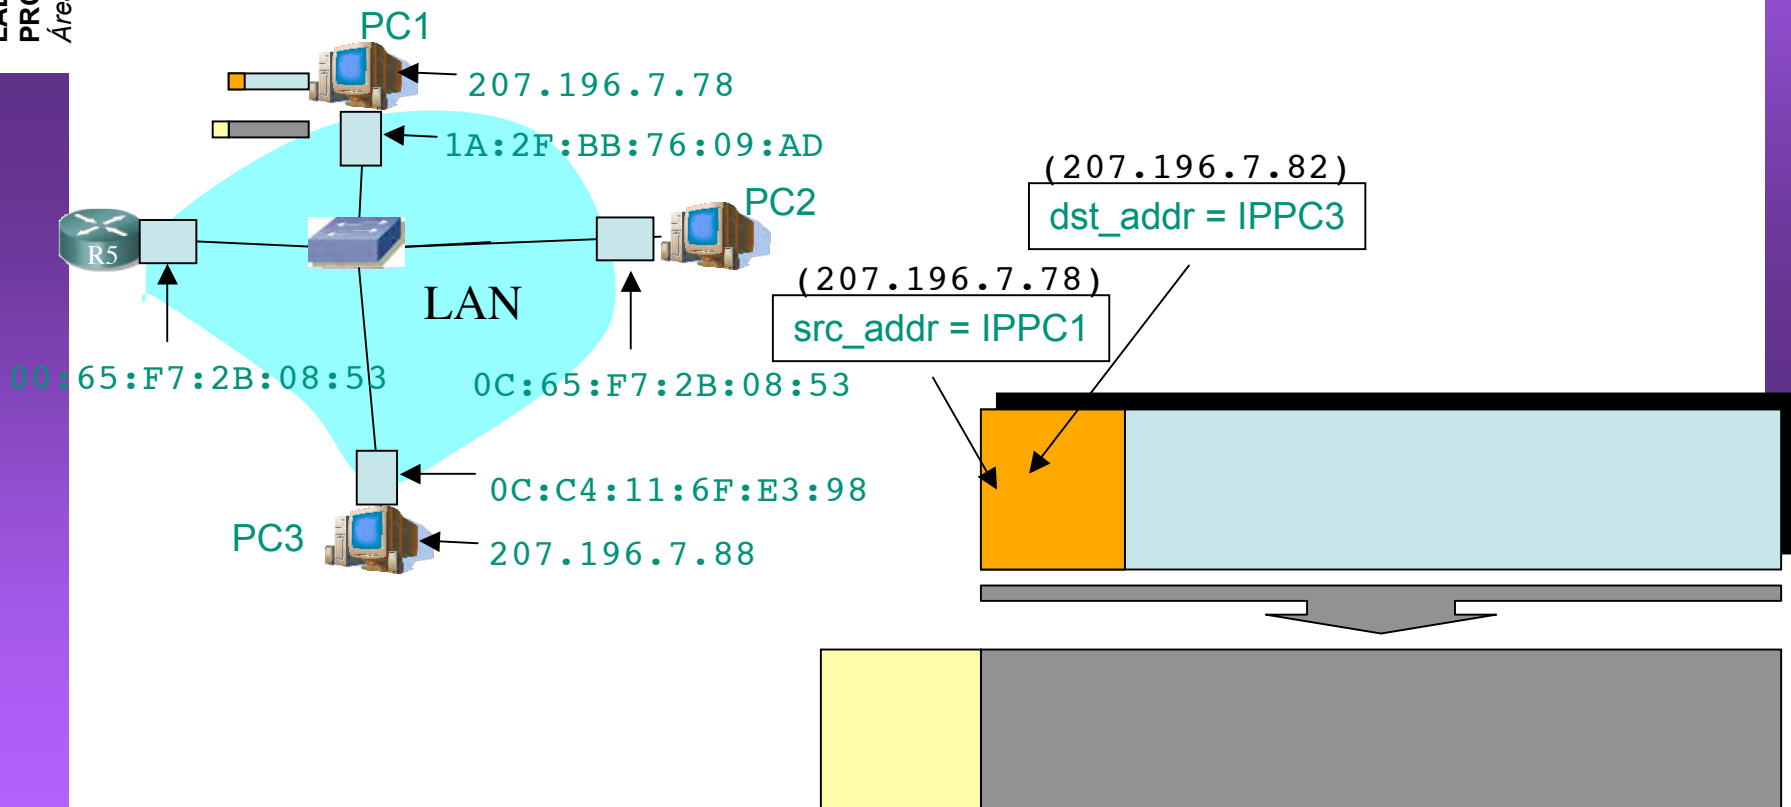 PC1
207.196.7.78
1A:2F:BB:76:09:AD
PC2
R5
LAN
00:65:F7:2B:08:53
0C:65:F7:2B:08:53
0C:C4:11:6F:E3:98
PC3
207.196.7.88
(207.196.7.82)
dst_addr = IPPC3
(207.196.7.78)
src_addr = IPPC1